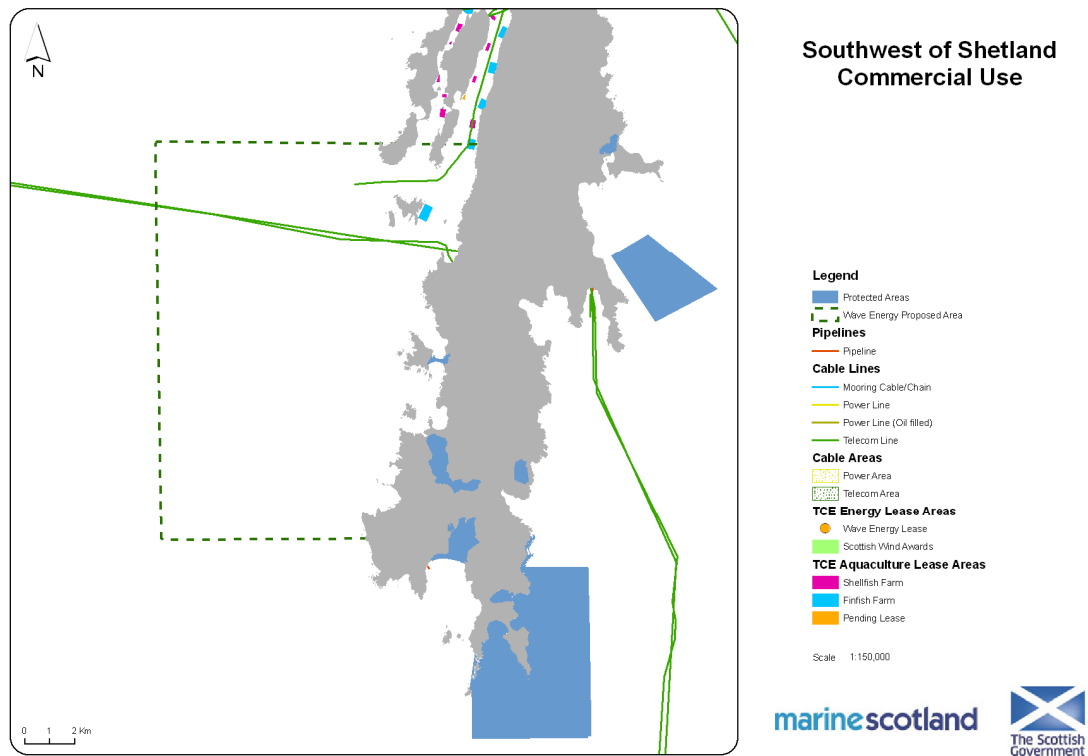 N
0 1 2 Km
Southwest of Shetland
Commercial Use
Legend
Protected Areas
Wave Energy Proposed Area
Pipelines
Pipeline
Cable Lines
Mooring Cable/Chain
Power Line
Power Line (Oil filled)
Telecom Line
Cable Areas
Power Area
Telecom Area
TCE Energy Lease Areas
Wave Energy Lease
Scottish Wind Awards
TCE Aquaculture Lease Areas
Shellfish Farm
Finfish Farm
Pending Lease
Scale 1:150,000
marinescotland
The Scottish
Government